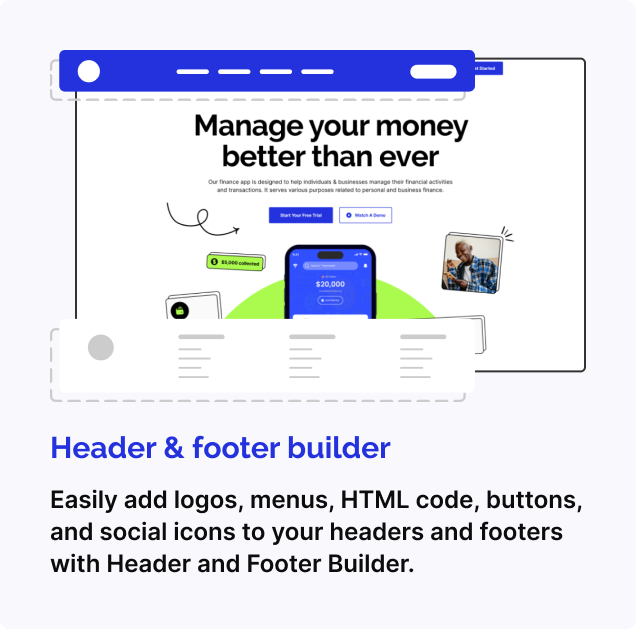 et Started
Manage your money
better than ever
Our finance app is designed to help individuals & businesses manage their financial activities
and transactions. It serves various purposes related to personal and business finance.
Start Your Free Trial
Watch A Demo
$5,000 collected
$20,000
Header & footer builder
Easily add logos, menus, HTML code, buttons,
and social icons to your headers and footers
with Header and Footer Builder.